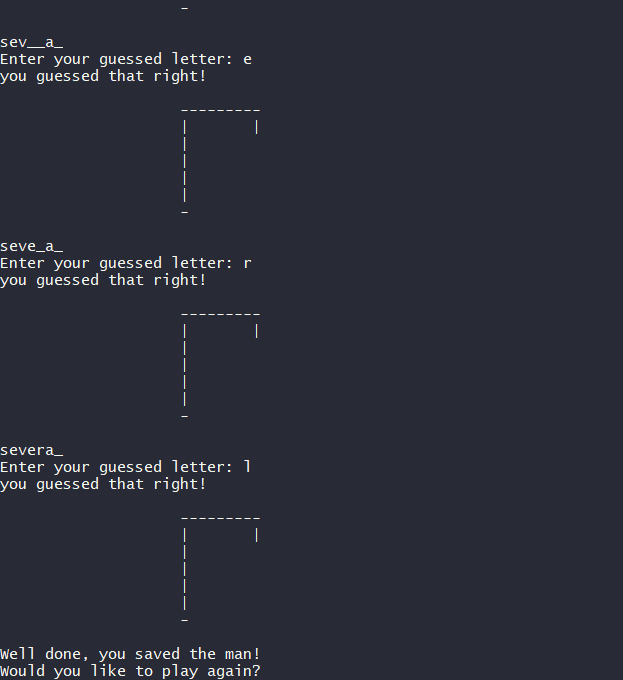 -
sev__a_
Enter your guessed letter: e
you guessed that right!
---------
|       |
|
|
|
|
-
seve_a_
Enter your guessed letter: r
you guessed that right!
---------
|       |
|
|
|
|
-
severa_
Enter your guessed letter: l
you guessed that right!
---------
|       |
|
|
|
|
-
Well done, you saved the man!
Would you like to play again?